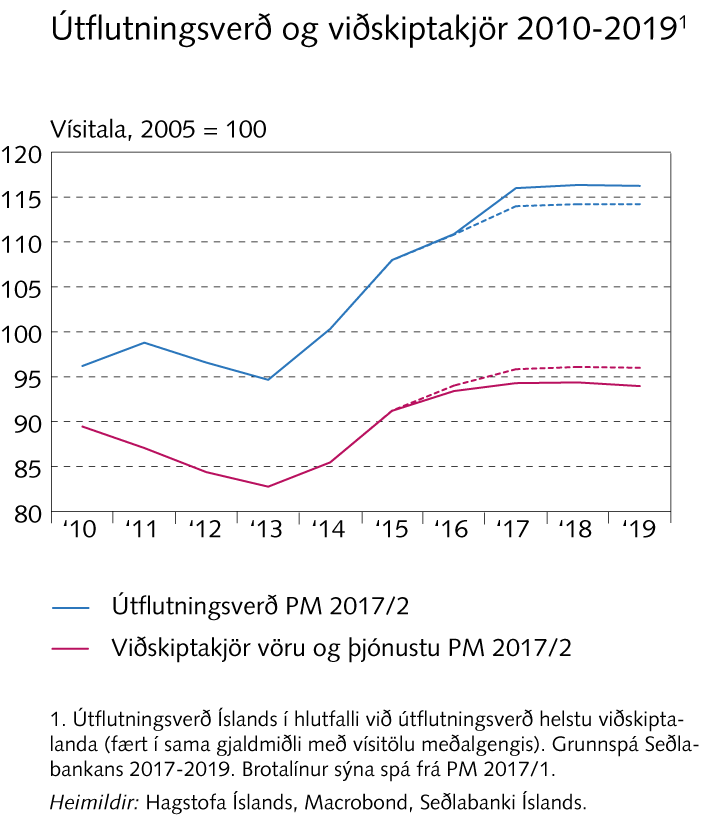 Útflutningsverð og viðskiptakjör 2010-2019¹
Vísitala, 2005 = 100
120
115
110
105
100
95
90
85
80
‘10 ‘11 ‘12 ‘13 ‘14 ‘15 ‘16 ‘17 ‘18 ‘19
Útflutningsverð PM 2017/2
Viðskiptakjör vöru og þjónustu PM 2017/2
1. Útflutningsverð Íslands í hlutfalli við útflutningsverð helstu viðskipta-
landa (fært í sama gjaldmiðli með vísitölu meðalgengis). Grunnspá Seðla-
bankans 2017-2019. Brotalínur sýna spá frá PM 2017/1.
Heimildir: Hagstofa Íslands, Macrobond, Seðlabanki Íslands.